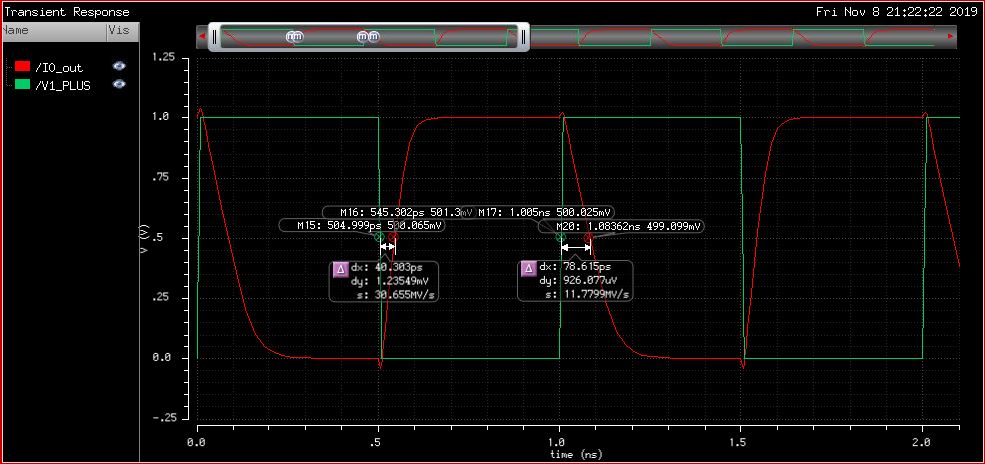 Transient Response
Fri Nov 8 21:22:22 2019
Name Vis
/I0_out
/V1_PLUS
m m m m
1.25
1.0
.75
.5
.25
0.0
-.25
V (V)
M16: 545.302ps 501.3mV
M17: 1.005ns 500.025mV
M15: 504.999ps 500.065mV
M20: 1.08362ns 499.099mV
Δ dx: 40.303ps
dy: 1.23549mV
s: 30.655MV/s
Δ dx: 78.615ps
dy: 926.077uV
s: 11.7799MV/s
0.0 .5 1.0 1.5 2.0
time (ns)